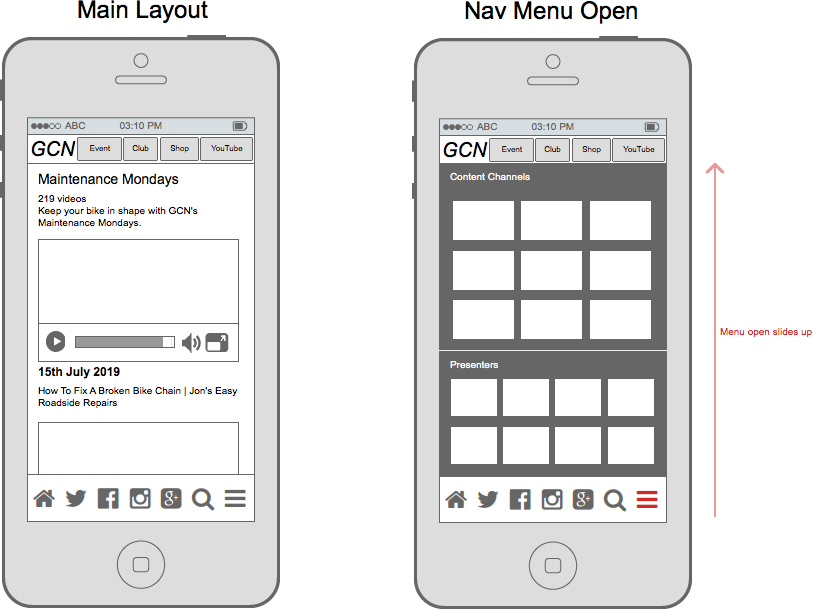 Main Layout
ABC 03:10 PM
GCN Event Club Shop YouTube
Maintenance Mondays
219 videos
Keep your bike in shape with GCN's
Maintenance Mondays.
15th July 2019
How To Fix A Broken Bike Chain | Jon's Easy
Roadside Repairs
g+
Nav Menu Open
ABC 03:10 PM
GCN Event Club Shop YouTube
Content Channels
Presenters
g+
Menu open slides up